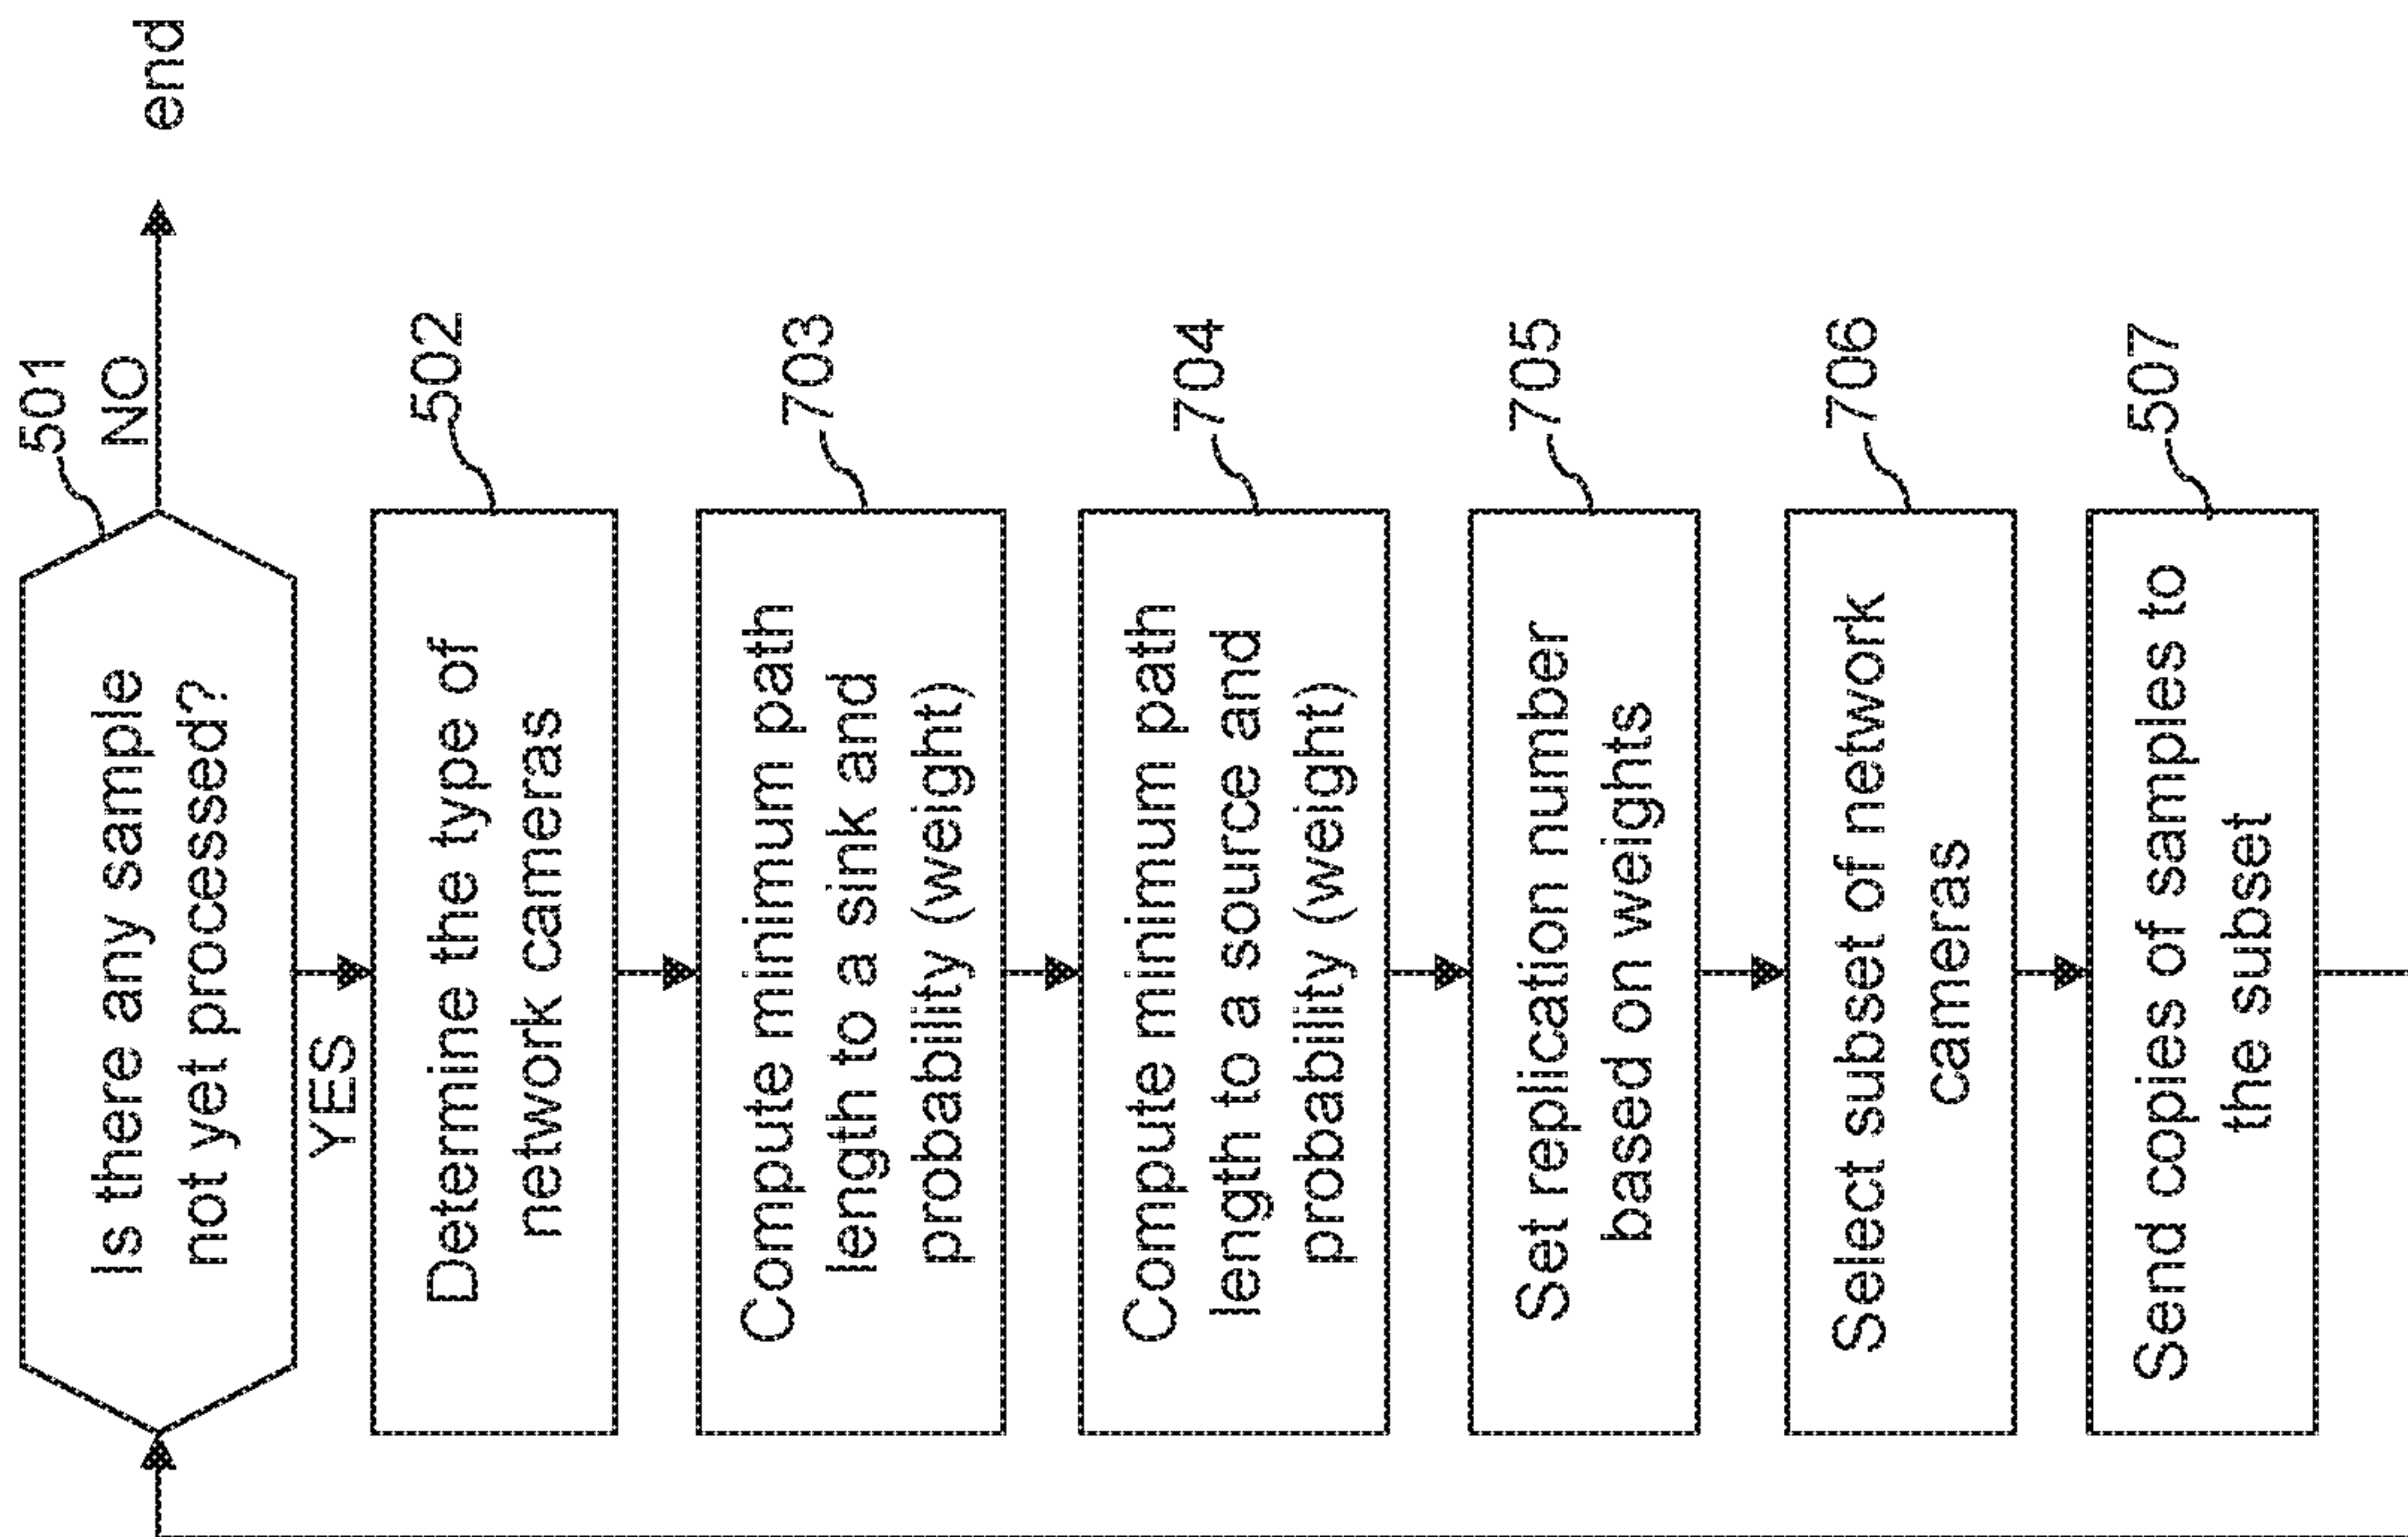 501
NO
end
Is there any sample
not yet processed?
YES
502
Determine the type of
network cameras
703
Compute minimum path
length to a sink and
probability (weight)
704
Compute minimum path
length to a source and
probability (weight)
705
Set replication number
based on weights
706
Select subset of network
cameras
507
Send copies of samples to
the subset